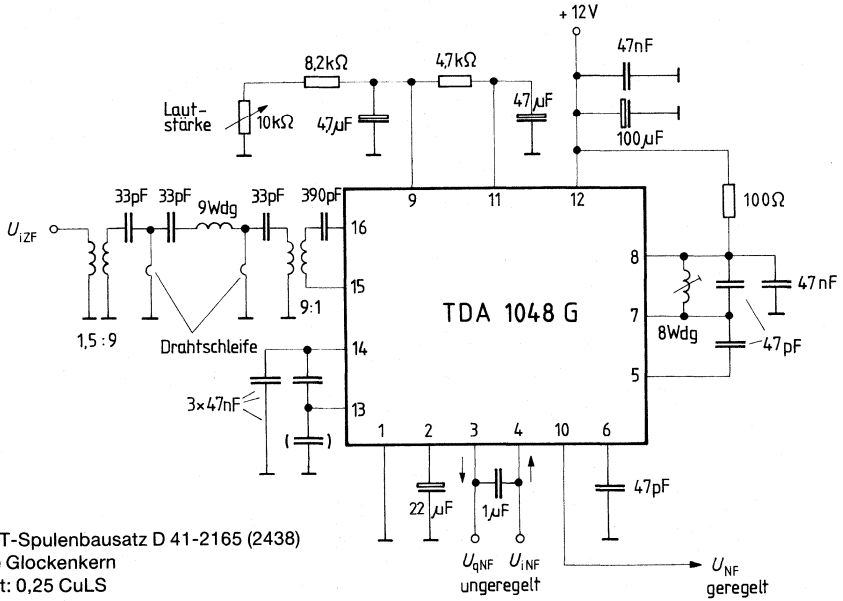 + 12V
47nF
100µF
8,2kΩ
4,7kΩ
Laut-
stärke
10kΩ
47µF
47µF
9
11
12
33pF
33pF
9Wdg
33pF
390pF
100Ω
UiZF
16
8
15
47nF
1,5 : 9
Drahtschleife
9:1
TDA 1048 G
7
8Wdg
47pF
14
5
3×47nF
13
( )
1
2
3
4
10
6
22 µF
1µF
47pF
T-Spulenbausatz D 41-2165 (2438)
Glockenkern
t: 0,25 CuLS
UqNF
UiNF
ungeregelt
UNF
geregelt